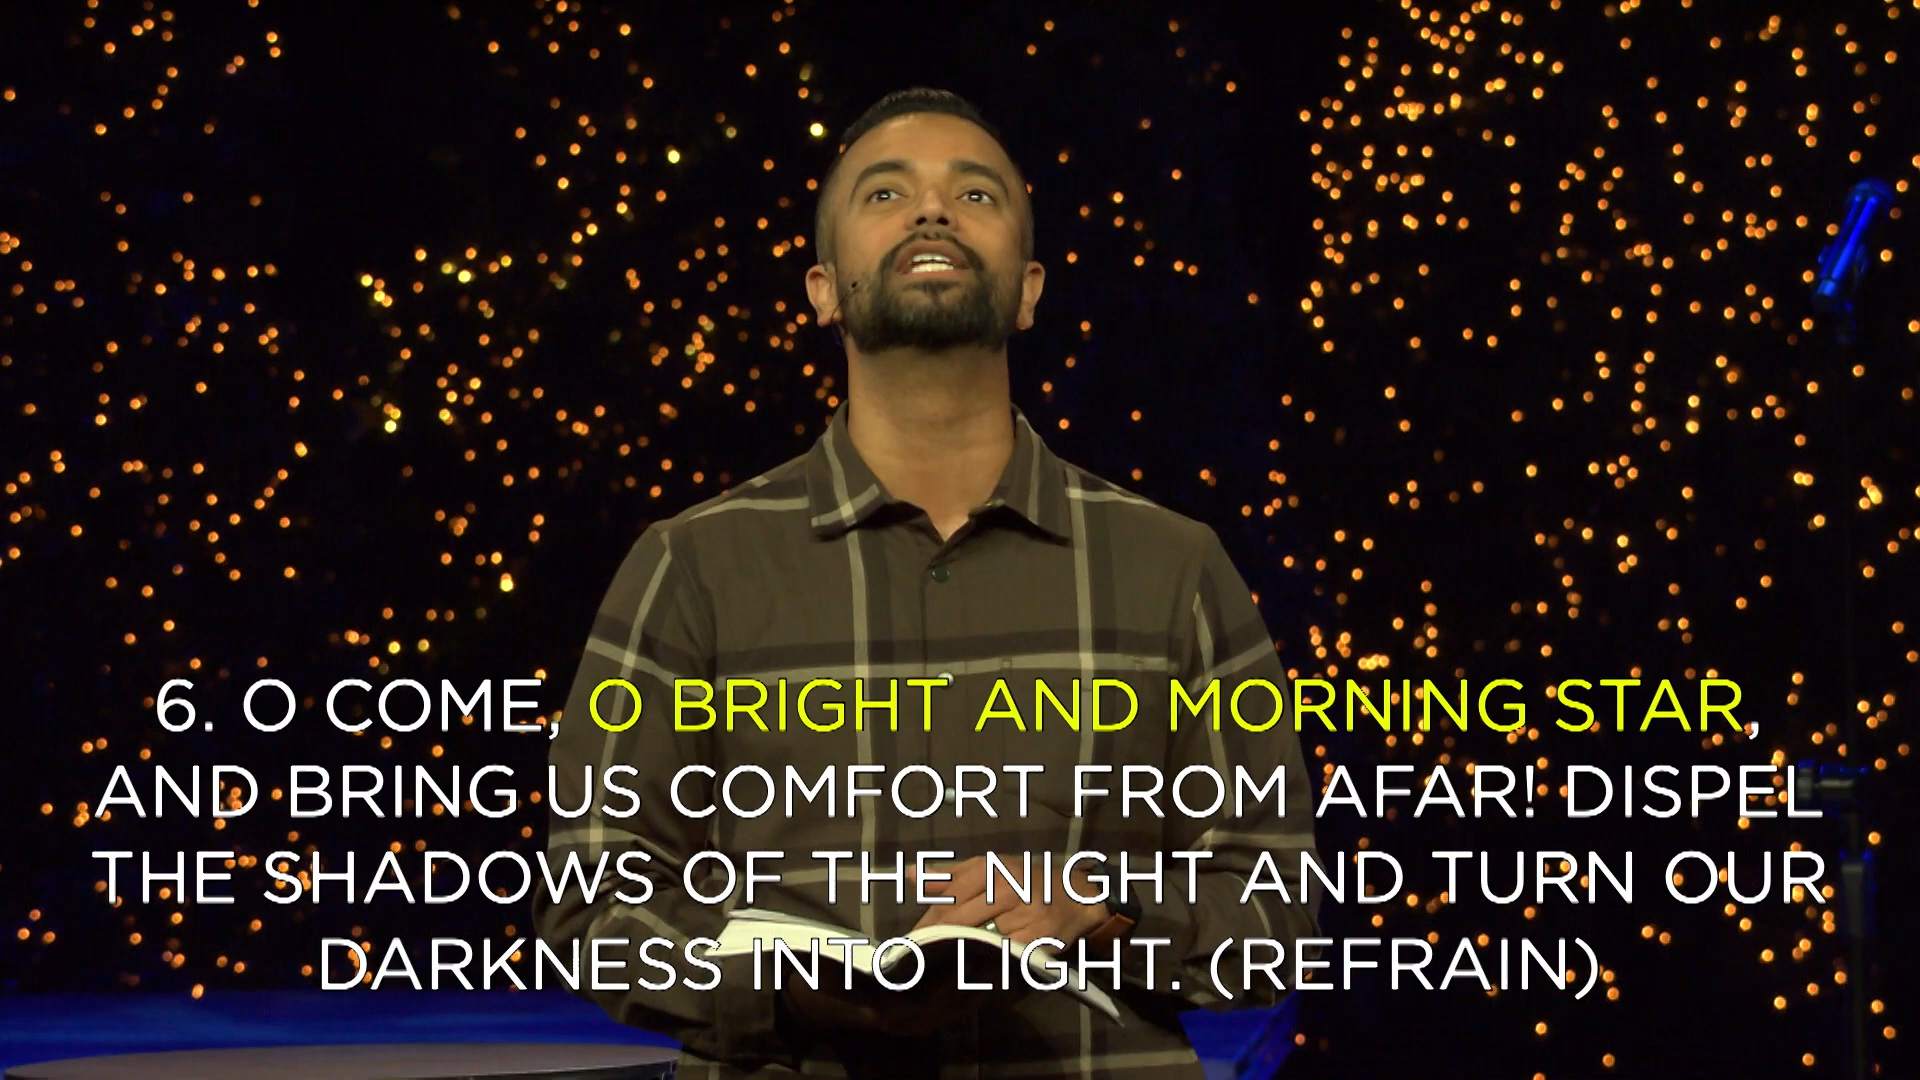 6. O COME, O BRIGHT AND MORNING STAR,
AND BRING US COMFORT FROM AFAR! DISPEL
THE SHADOWS OF THE NIGHT AND TURN OUR
DARKNESS INTO LIGHT. (REFRAIN)